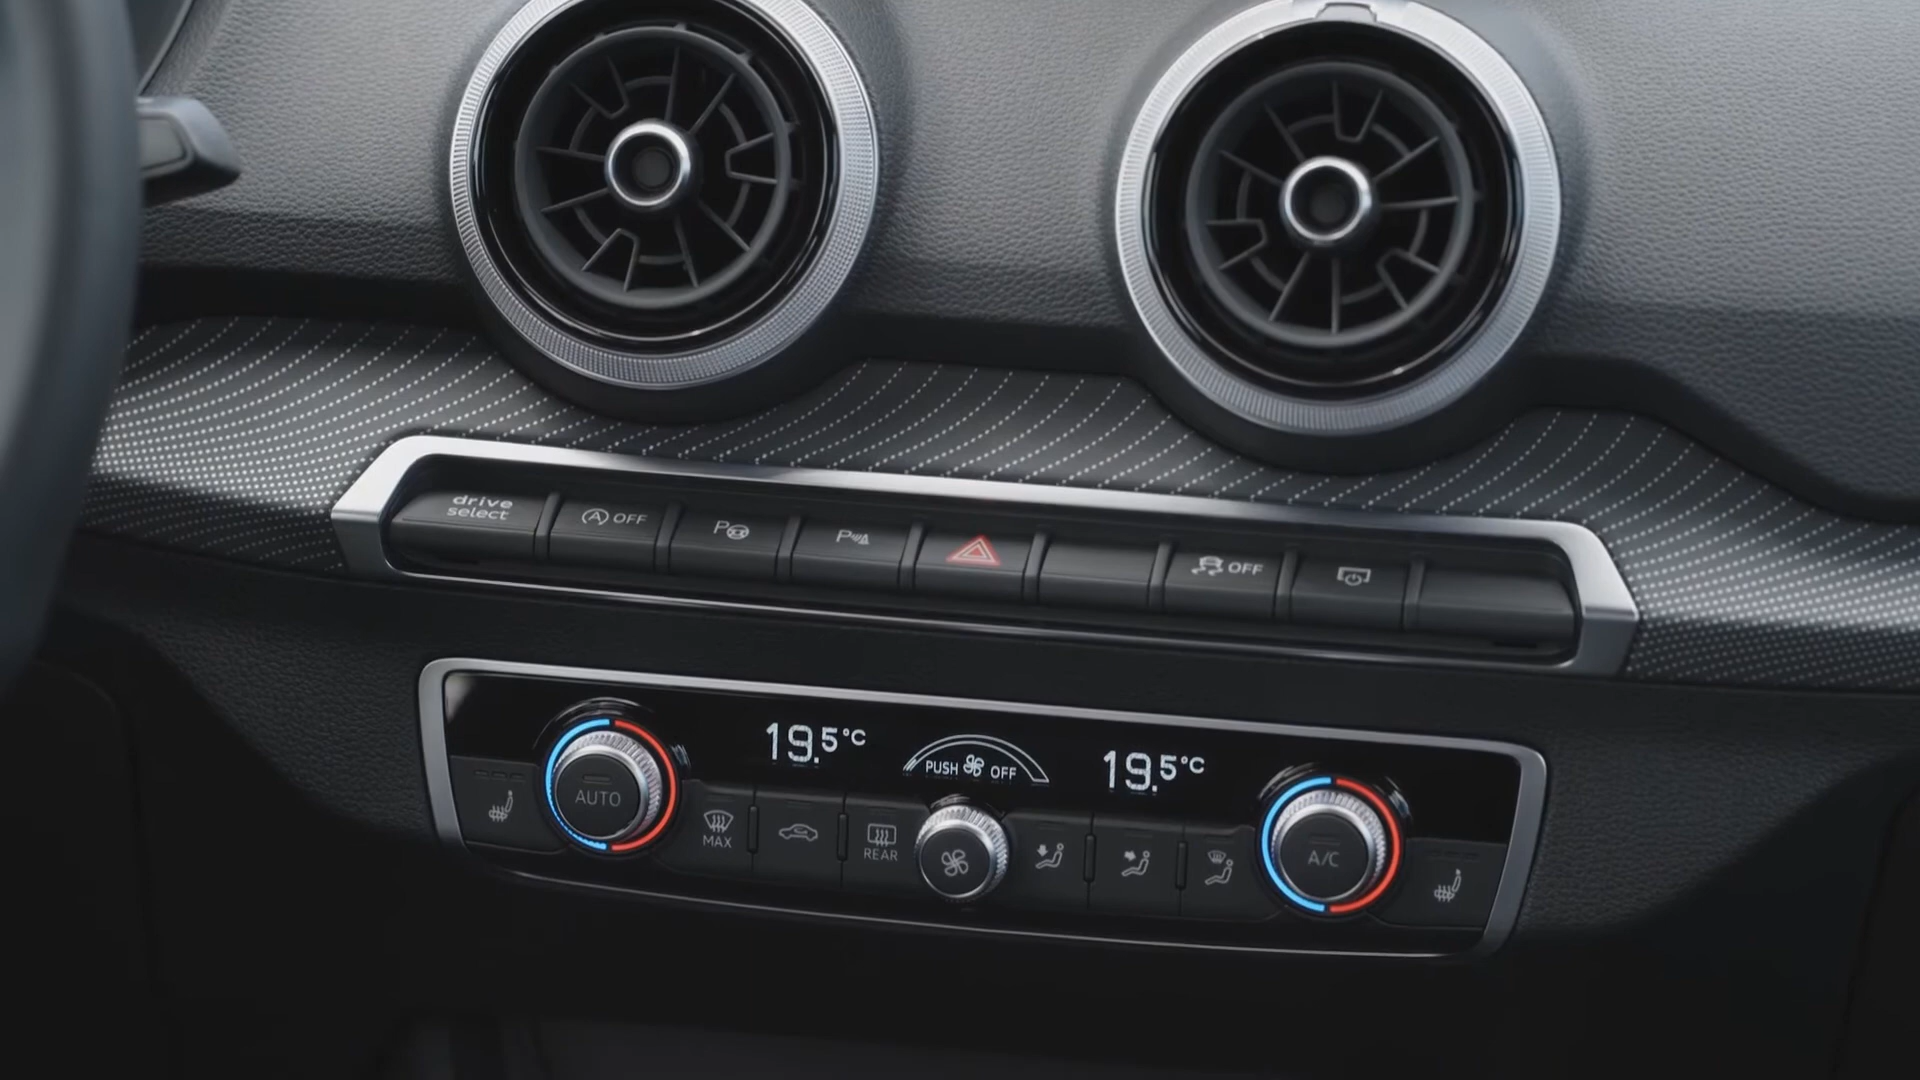 drive
select
A OFF
P
P
OFF
19.5°C
PUSH OFF
19.5°C
AUTO
MAX
REAR
A/C